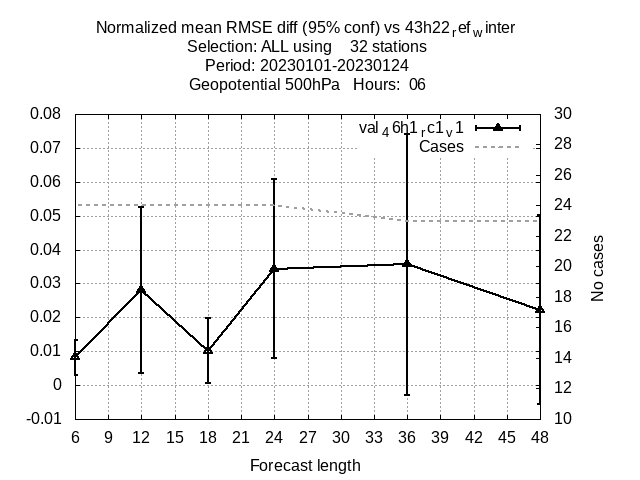 Normalized mean RMSE diff (95% conf) vs 43h22refwinter
Selection: ALL using 32 stations
Period: 20230101-20230124
Geopotential 500hPa Hours: 06
val46h1rc1v1
Cases
0.08
0.07
0.06
0.05
0.04
0.03
0.02
0.01
0
-0.01
30
28
26
24
22
20
18
16
14
12
10
No cases
6 9 12 15 18 21 24 27 30 33 36 39 42 45 48
Forecast length